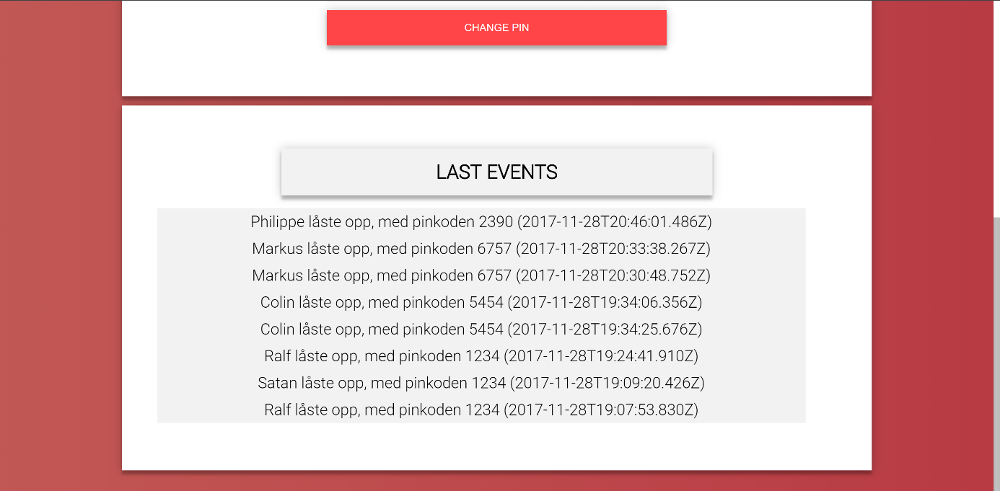 CHANGE PIN
LAST EVENTS
Philippe låste opp, med pinkoden 2390 (2017-11-28T20:46:01.486Z)
Markus låste opp, med pinkoden 6757 (2017-11-28T20:33:38.267Z)
Markus låste opp, med pinkoden 6757 (2017-11-28T20:30:48.752Z)
Colin låste opp, med pinkoden 5454 (2017-11-28T19:34:06.356Z)
Colin låste opp, med pinkoden 5454 (2017-11-28T19:34:25.676Z)
Ralf låste opp, med pinkoden 1234 (2017-11-28T19:24:41.910Z)
Satan låste opp, med pinkoden 1234 (2017-11-28T19:09:20.426Z)
Ralf låste opp, med pinkoden 1234 (2017-11-28T19:07:53.830Z)